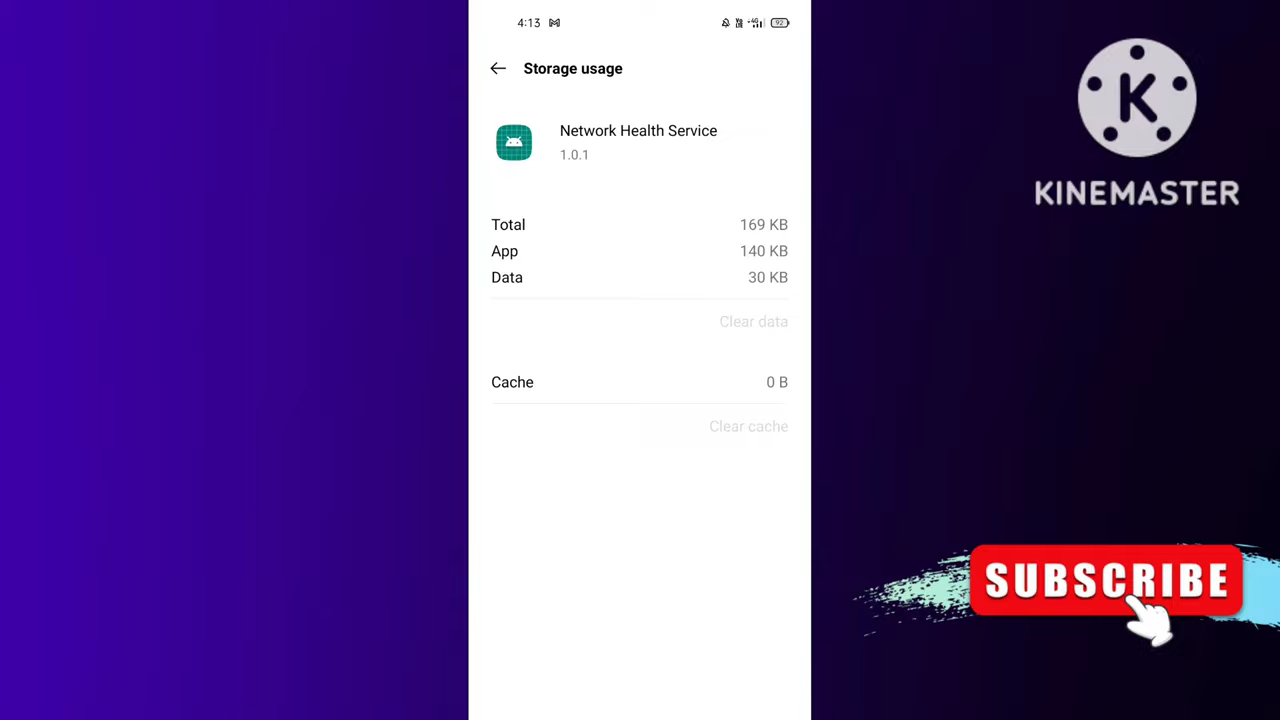 4:13
92
Storage usage
Network Health Service
1.0.1
Total 169 KB
App 140 KB
Data 30 KB
Clear data
Cache 0 B
Clear cache
K
KINEMASTER
SUBSCRIBE